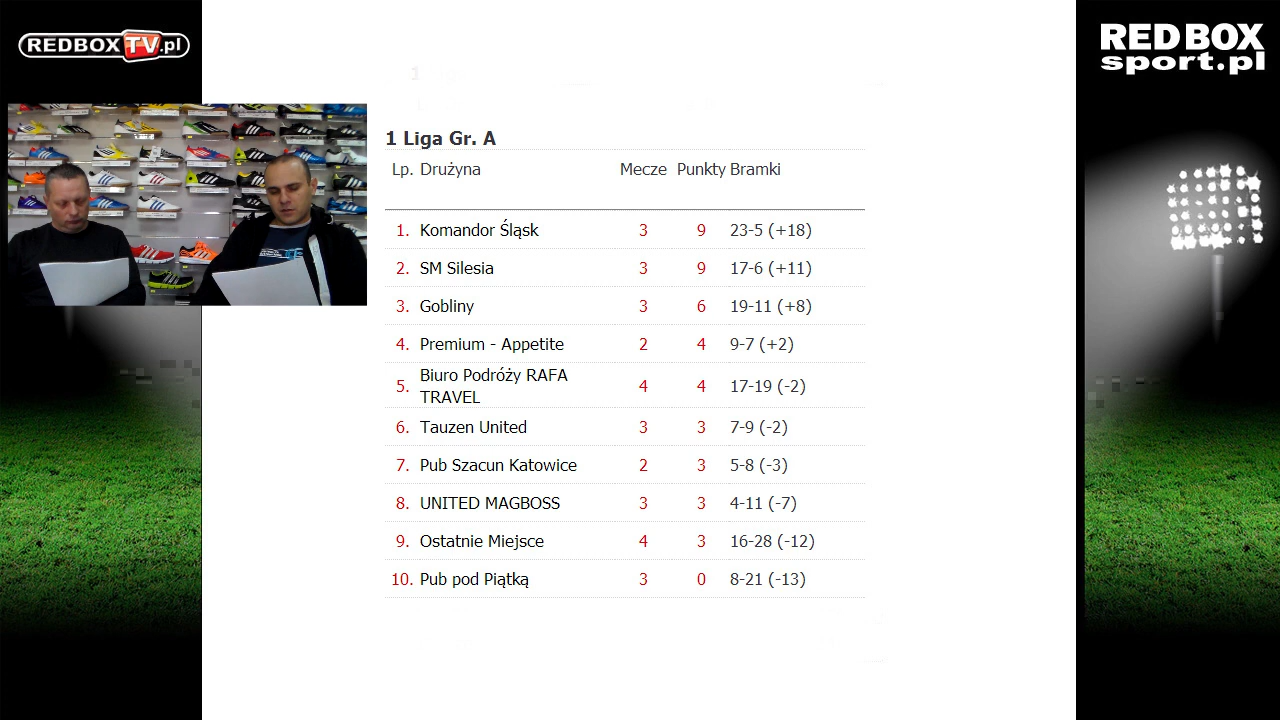 REDBOXTV.pl
RED BOX
sport.pl
1 Liga Gr. A
Lp. Drużyna Mecze Punkty Bramki
1. Komandor Śląsk 3 9 23-5 (+18)
2. SM Silesia 3 9 17-6 (+11)
3. Gobliny 3 6 19-11 (+8)
4. Premium - Appetite 2 4 9-7 (+2)
5. Biuro Podróży RAFA TRAVEL 4 4 17-19 (-2)
6. Tauzen United 3 3 7-9 (-2)
7. Pub Szacun Katowice 2 3 5-8 (-3)
8. UNITED MAGBOSS 3 3 4-11 (-7)
9. Ostatnie Miejsce 4 3 16-28 (-12)
10. Pub pod Piątką 3 0 8-21 (-13)